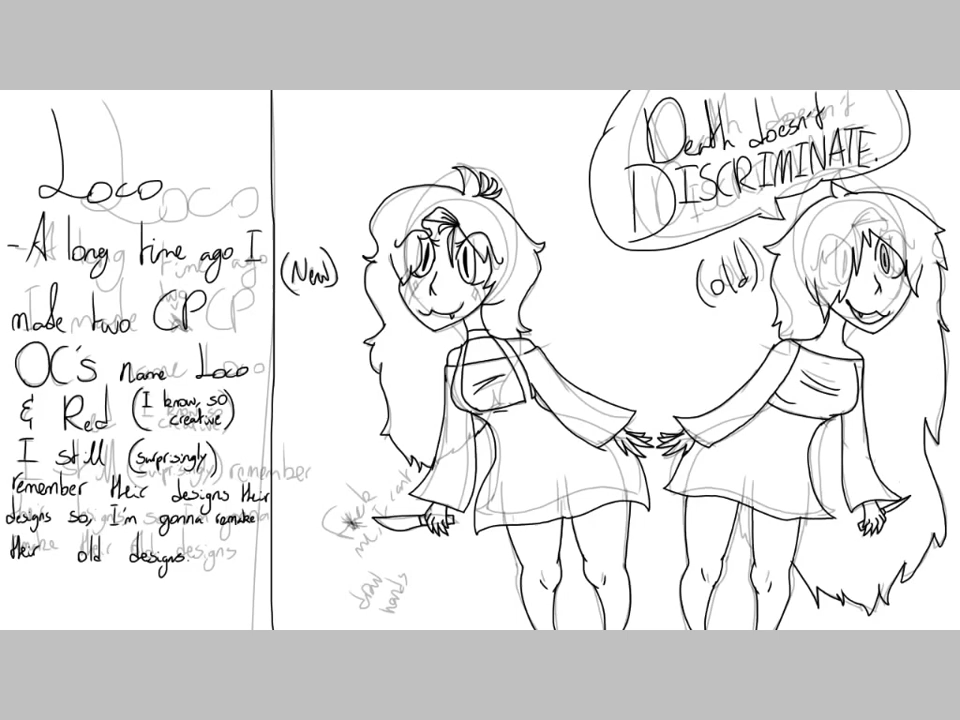 Loco
-A long time ago I
made two CP
OC's name Loco
& Red (I know, so
creative)
I still (surprisingly)
remember their designs their
designs so, I'm gonna remake
their old designs.
(New)
Death doesn't
DISCRIMINATE.
(old)
draw
hands